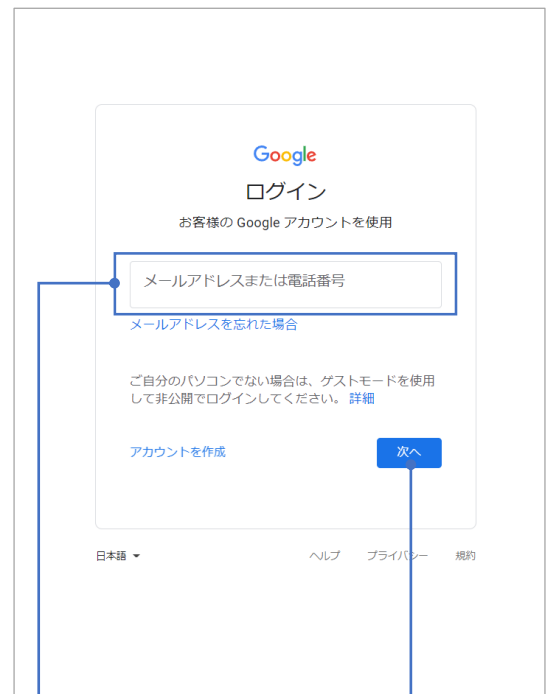 Google
ログイン
お客様の Google アカウントを使用
メールアドレスまたは電話番号
メールアドレスを忘れた場合
ご自分のパソコンでない場合は、ゲストモードを使用
して非公開でログインしてください。 詳細
アカウントを作成
次へ
日本語
ヘルプ プライバシー 規約